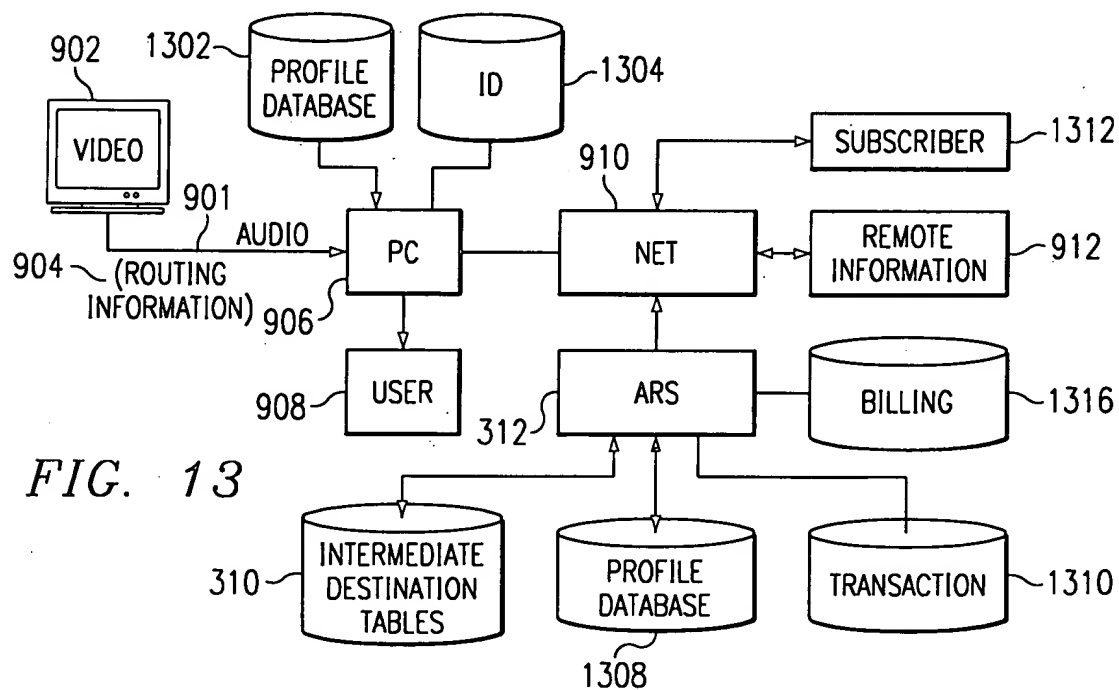 902
1302
PROFILE
DATABASE
ID
1304
VIDEO
901
AUDIO
904
(ROUTING
INFORMATION)
PC
906
910
NET
SUBSCRIBER
1312
REMOTE
INFORMATION
912
USER
908
ARS
312
BILLING
1316
FIG. 13
INTERMEDIATE
DESTINATION
TABLES
310
PROFILE
DATABASE
1308
TRANSACTION
1310